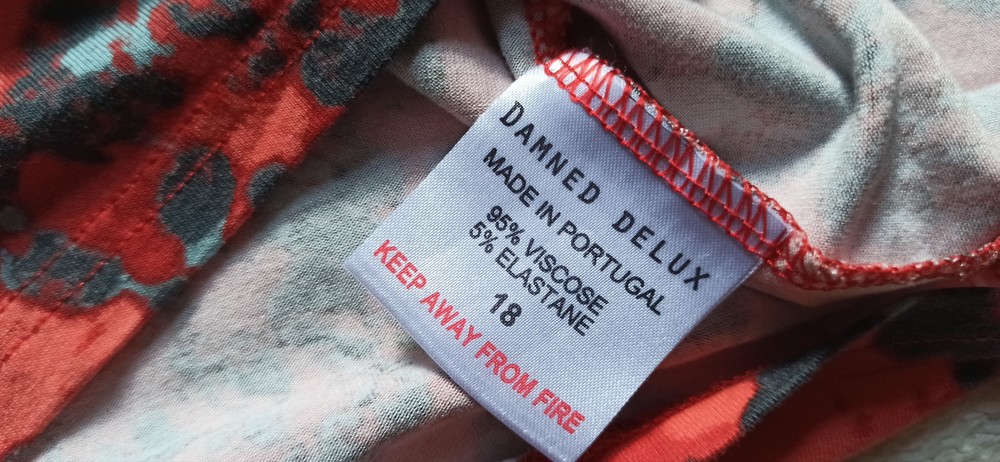 DAMNED DELUX
MADE IN PORTUGAL
95% VISCOSE
5% ELASTANE
18
KEEP AWAY FROM FIRE